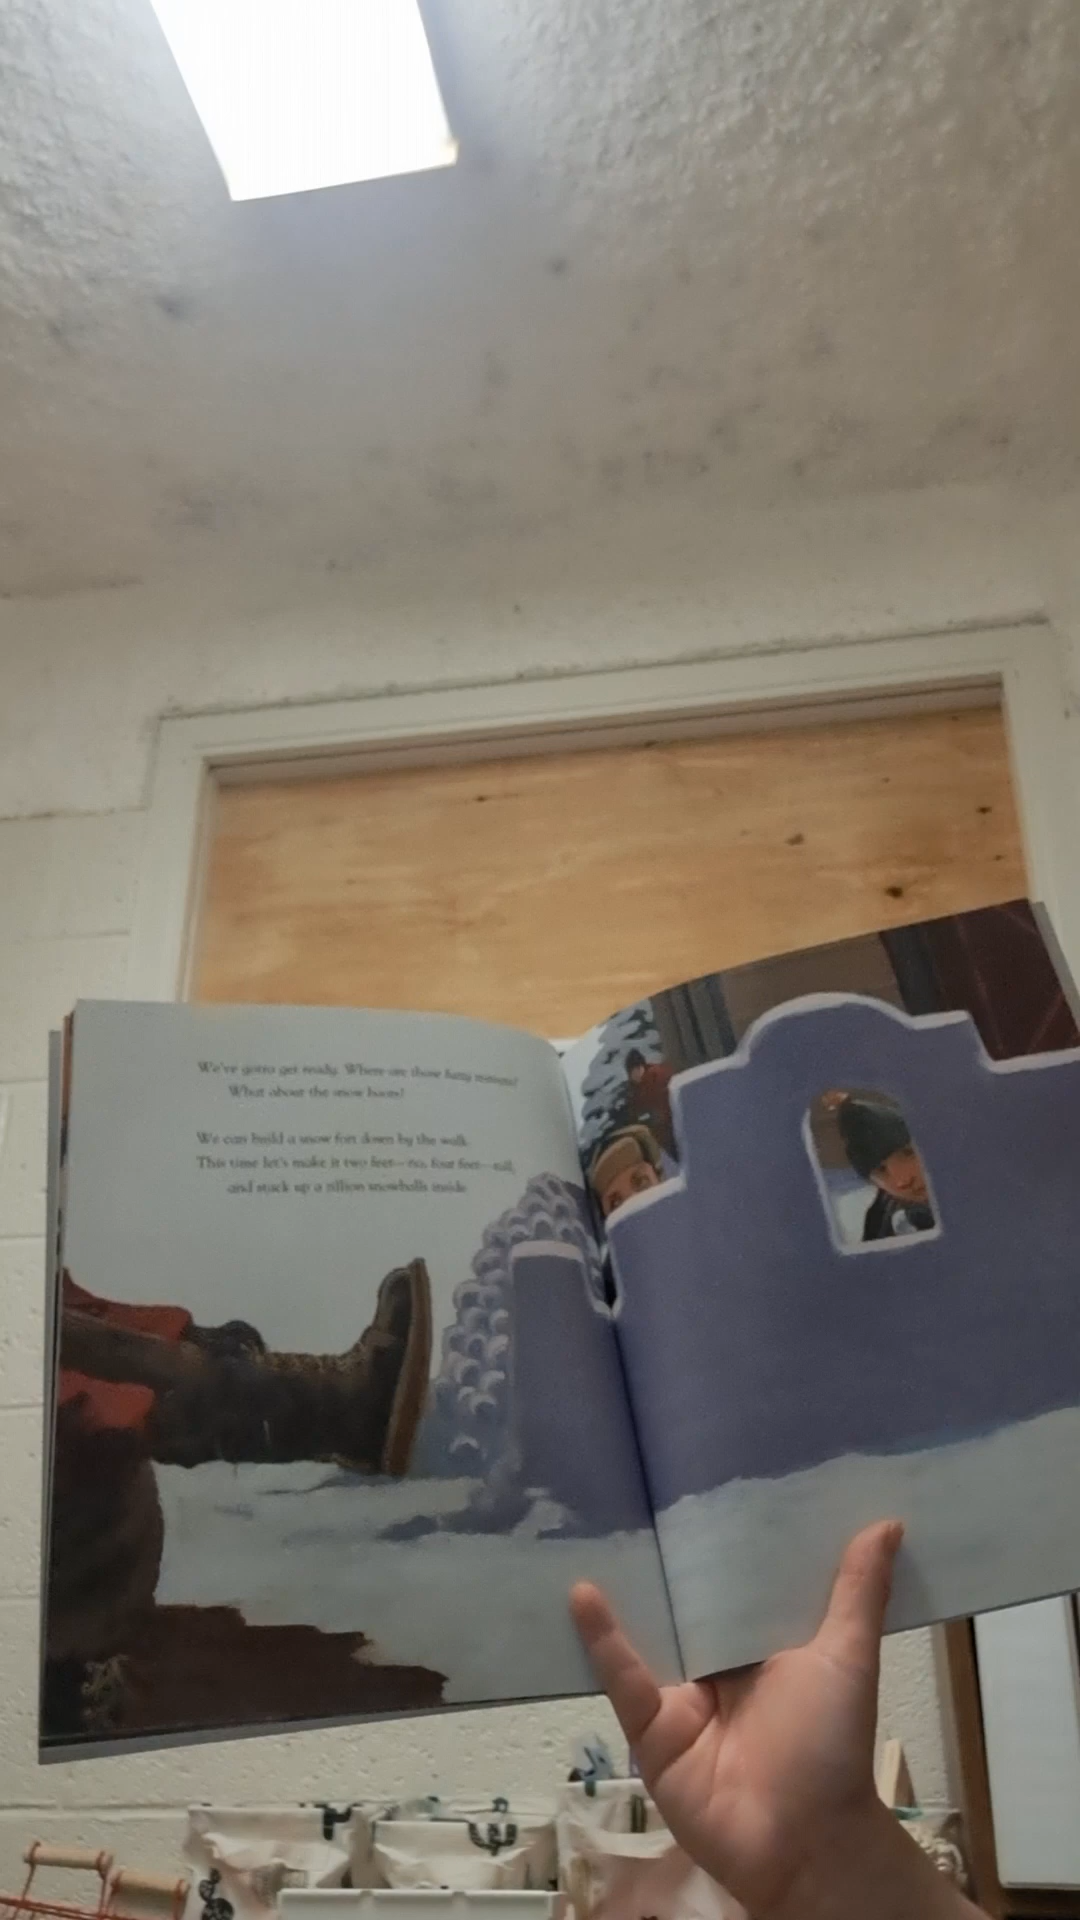 We've gotta get ready. Where are those fuzzy mittens?
What about the snow boots?
We can build a snow fort down by the walk.
This time let's make it two feet—no, four feet—tall,
and stack up a zillion snowballs inside.